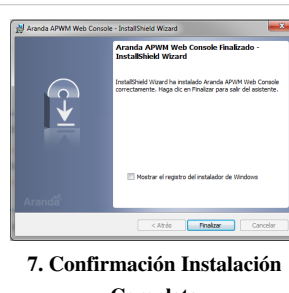 Aranda APWM Web Console - InstallShield Wizard
Aranda APWM Web Console Finalizado -
InstallShield Wizard
InstallShield Wizard ha instalado Aranda APWM Web Console
correctamente. Haga clic en Finalizar para salir del asistente.
Mostrar el registro del instalador de Windows
Aranda
< Atrás
Finalizar
Cancelar
7. Confirmación Instalación